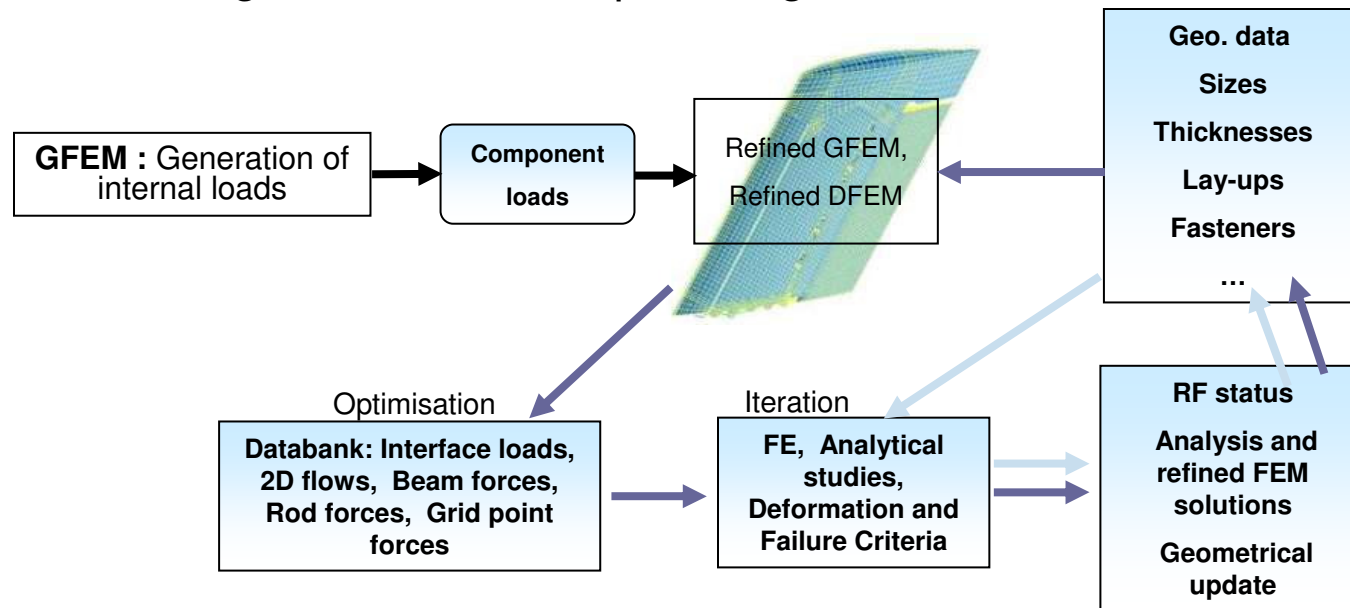 GFEM : Generation of
internal loads
Component
loads
Refined GFEM,
Refined DFEM
Geo. data
Sizes
Thicknesses
Lay-ups
Fasteners
...
Optimisation
Databank: Interface loads,
2D flows, Beam forces,
Rod forces, Grid point
forces
Iteration
FE, Analytical
studies,
Deformation and
Failure Criteria
RF status
Analysis and
refined FEM
solutions
Geometrical
update